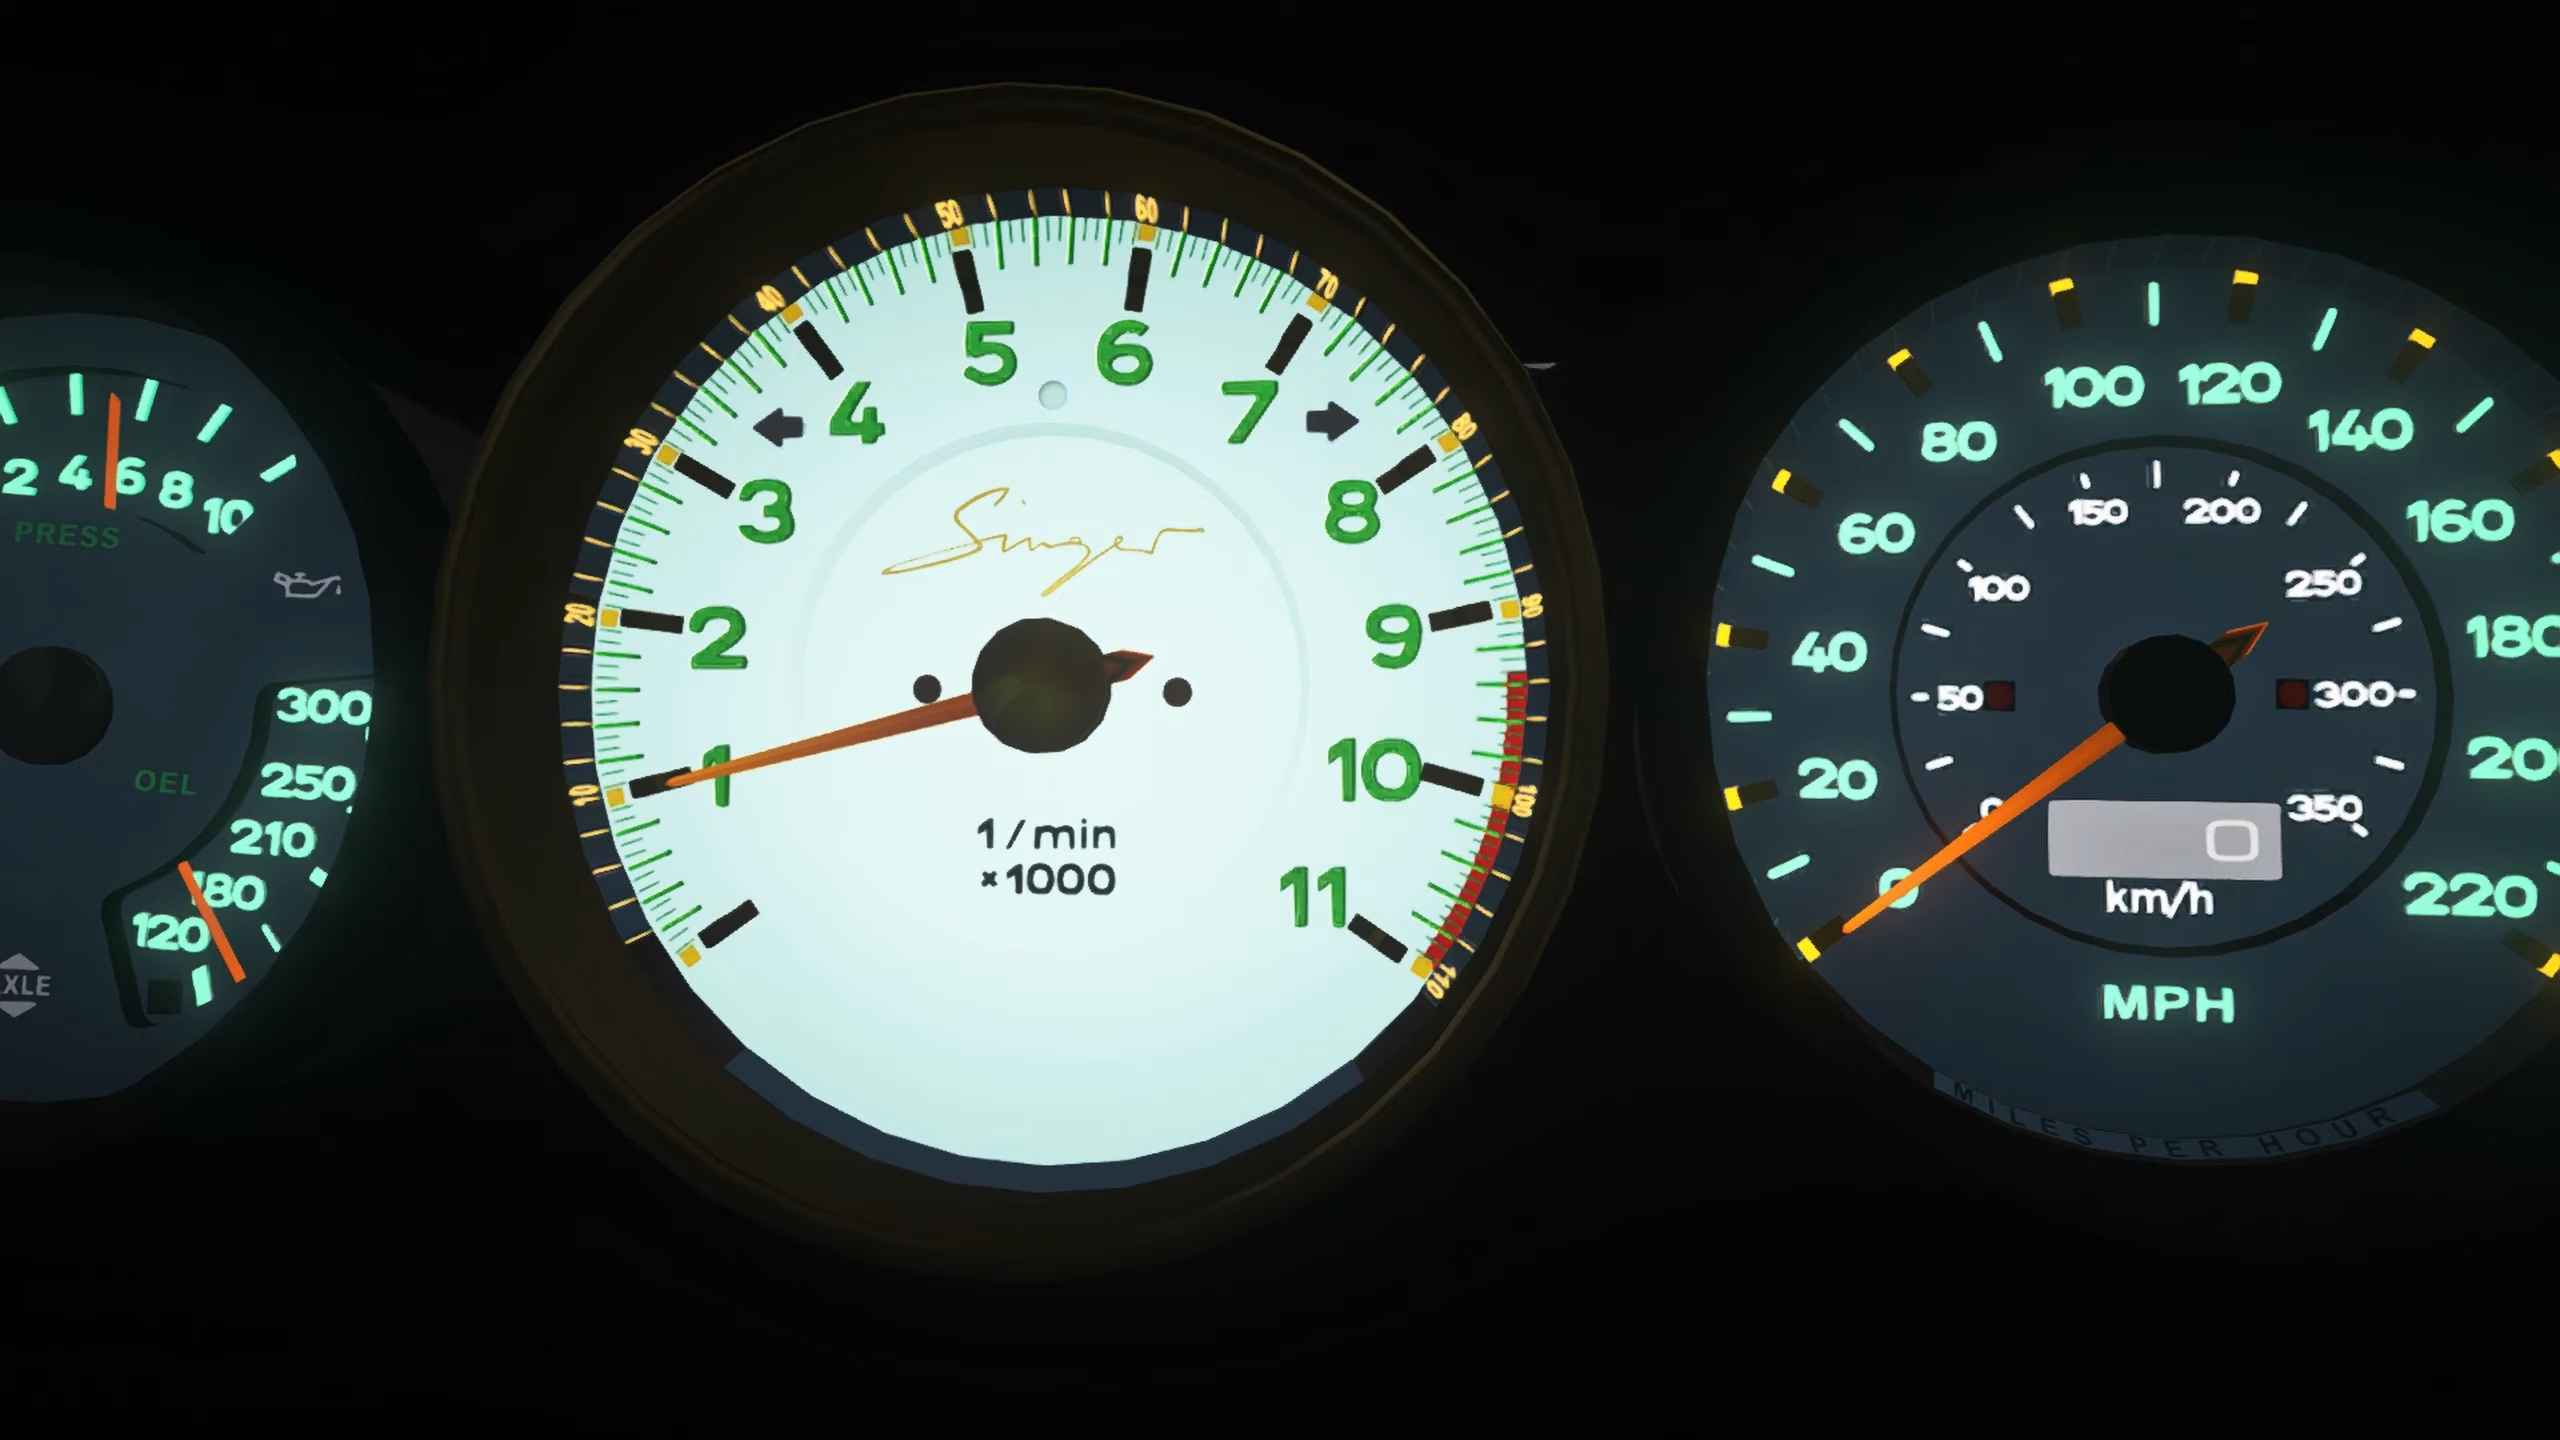 2 4 6 8 10
PRESS
300
OEL
250
210
180
120
XLE
10 20 30 40 50 60 70 80 90 100 110
1 2 3 4 5 6 7 8 9 10 11
Singer
1/min
×1000
0 20 40 60 80 100 120 140 160 180 200 220
0 50 100 150 200 250 300 350
0
km/h
MPH
MILES PER HOUR